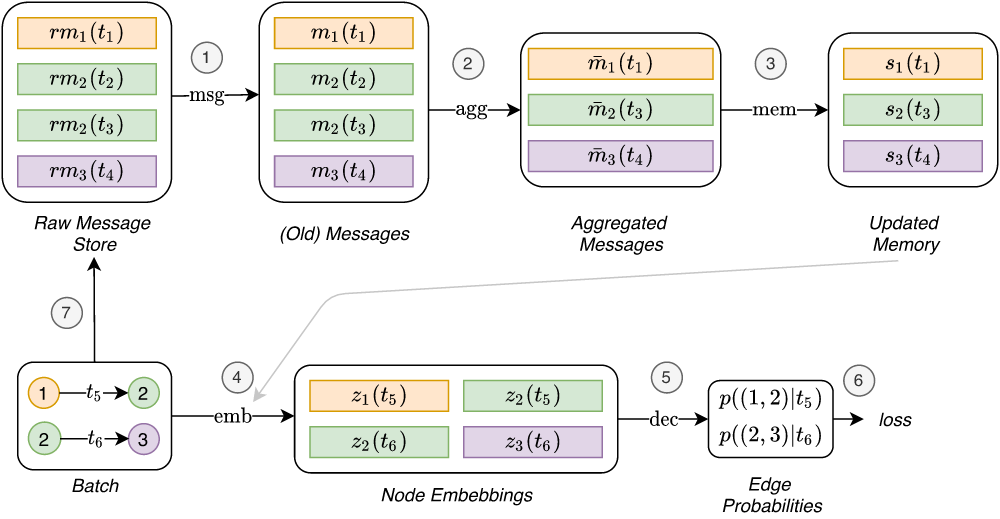 rm₁(t₁)
rm₂(t₂)
rm₂(t₃)
rm₃(t₄)
Raw Message
Store
1
msg
m₁(t₁)
m₂(t₂)
m₂(t₃)
m₃(t₄)
(Old) Messages
2
agg
m̄₁(t₁)
m̄₂(t₃)
m̄₃(t₄)
Aggregated
Messages
3
mem
s₁(t₁)
s₂(t₃)
s₃(t₄)
Updated
Memory
7
1 t₅ 2
2 t₆ 3
Batch
4
emb
z₁(t₅) z₂(t₅)
z₂(t₆) z₃(t₆)
Node Embebbings
5
dec
p((1, 2)|t₅)
p((2, 3)|t₆)
Edge
Probabilities
6
loss